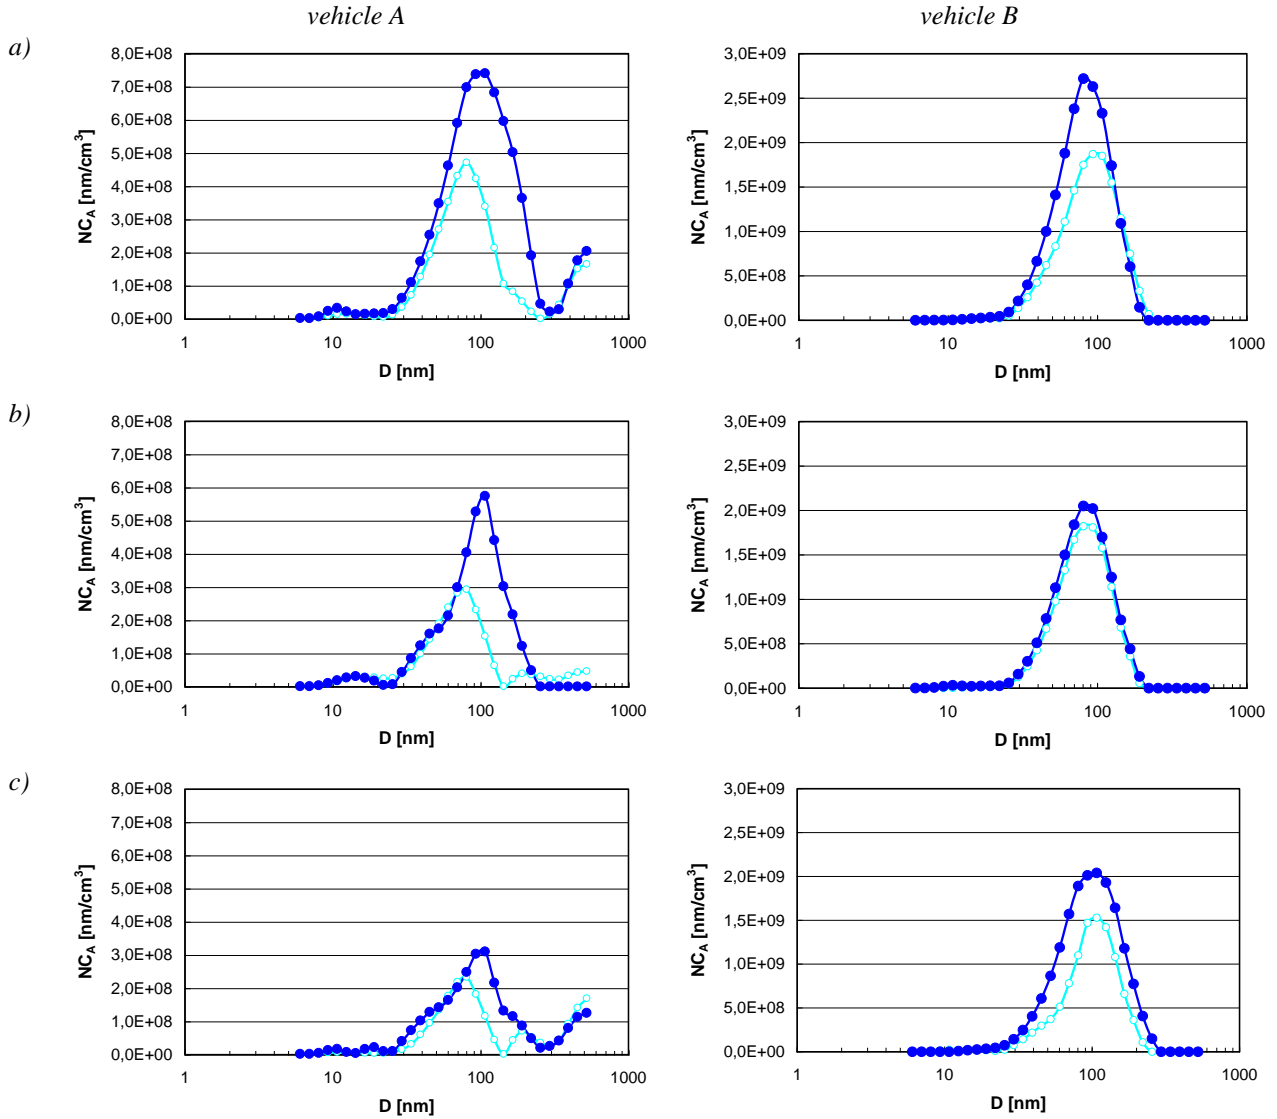 vehicle A
vehicle B
a)
8,0E+08
7,0E+08
6,0E+08
5,0E+08
4,0E+08
3,0E+08
2,0E+08
1,0E+08
0,0E+00
NC_A [nm/cm³]
1 10 100 1000
D [nm]
3,0E+09
2,5E+09
2,0E+09
1,5E+09
1,0E+09
5,0E+08
0,0E+00
NC_A [nm/cm³]
1 10 100 1000
D [nm]
b)
8,0E+08
7,0E+08
6,0E+08
5,0E+08
4,0E+08
3,0E+08
2,0E+08
1,0E+08
0,0E+00
NC_A [nm/cm³]
1 10 100 1000
D [nm]
3,0E+09
2,5E+09
2,0E+09
1,5E+09
1,0E+09
5,0E+08
0,0E+00
NC_A [nm/cm³]
1 10 100 1000
D [nm]
c)
8,0E+08
7,0E+08
6,0E+08
5,0E+08
4,0E+08
3,0E+08
2,0E+08
1,0E+08
0,0E+00
NC_A [nm/cm³]
1 10 100 1000
D [nm]
3,0E+09
2,5E+09
2,0E+09
1,5E+09
1,0E+09
5,0E+08
0,0E+00
NC_A [nm/cm³]
1 10 100 1000
D [nm]